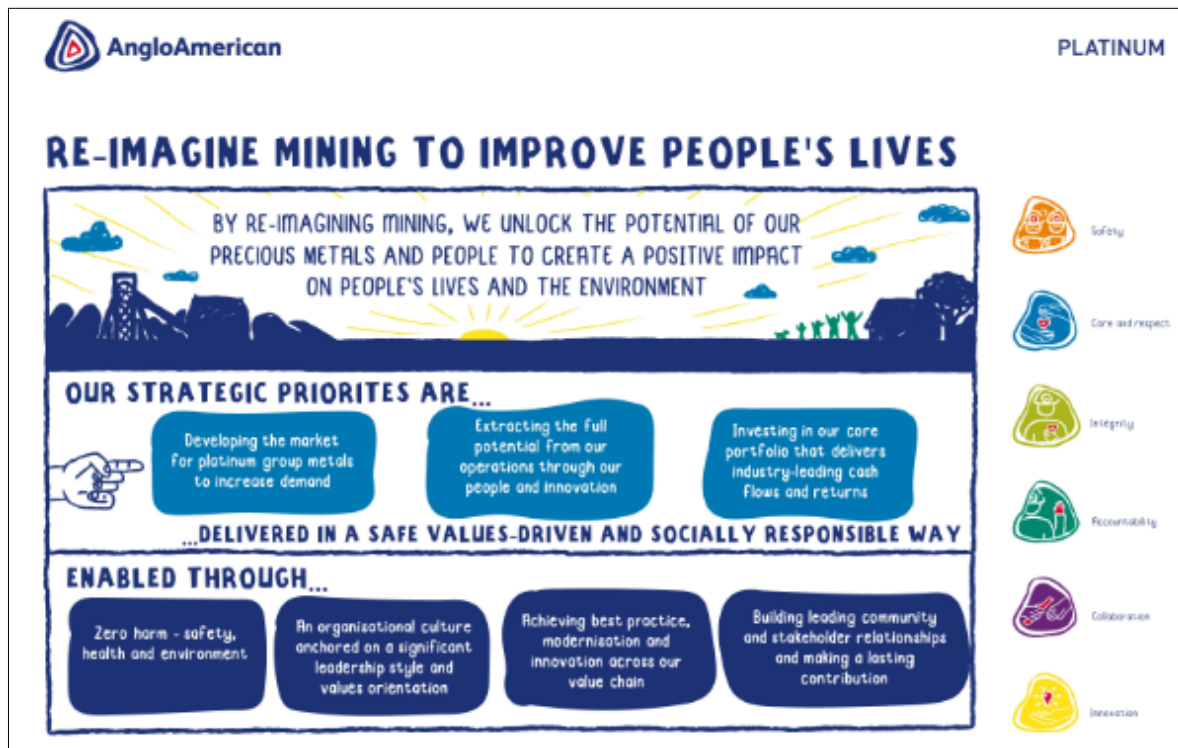 AngloAmerican
PLATINUM
RE-IMAGINE MINING TO IMPROVE PEOPLE'S LIVES
BY RE-IMAGINING MINING, WE UNLOCK THE POTENTIAL OF OUR
PRECIOUS METALS AND PEOPLE TO CREATE A POSITIVE IMPACT
ON PEOPLE'S LIVES AND THE ENVIRONMENT
OUR STRATEGIC PRIORITES ARE...
Developing the market
for platinum group metals
to increase demand
Extracting the full
potential from our
operations through our
people and innovation
Investing in our core
portfolio that delivers
industry-leading cash
flows and returns
...DELIVERED IN A SAFE VALUES-DRIVEN AND SOCIALLY RESPONSIBLE WAY
ENABLED THROUGH...
Zero harm - safety,
health and environment
An organisational culture
anchored on a significant
leadership style and
values orientation
Achieving best practice,
modernisation and
innovation across our
value chain
Building leading community
and stakeholder relationships
and making a lasting
contribution
Safety
Care and respect
Integrity
Accountability
Collaboration
Innovation